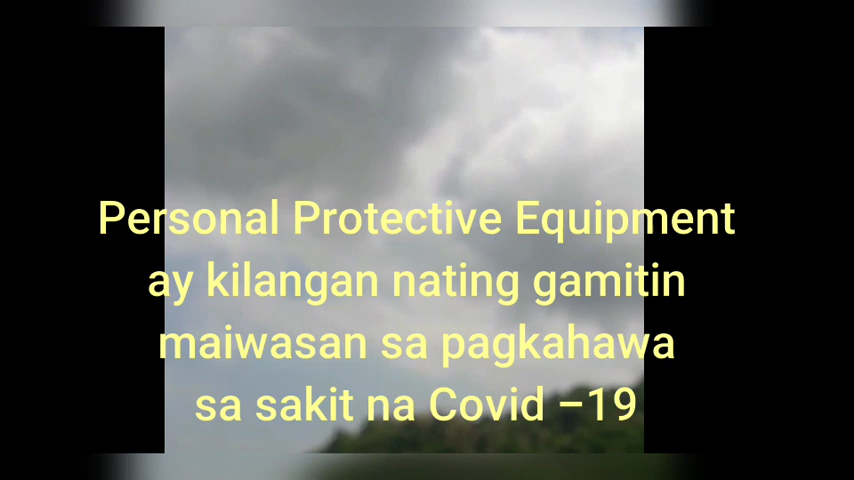 Personal Protective Equipment
ay kilangan nating gamitin
maiwasan sa pagkahawa
sa sakit na Covid –19